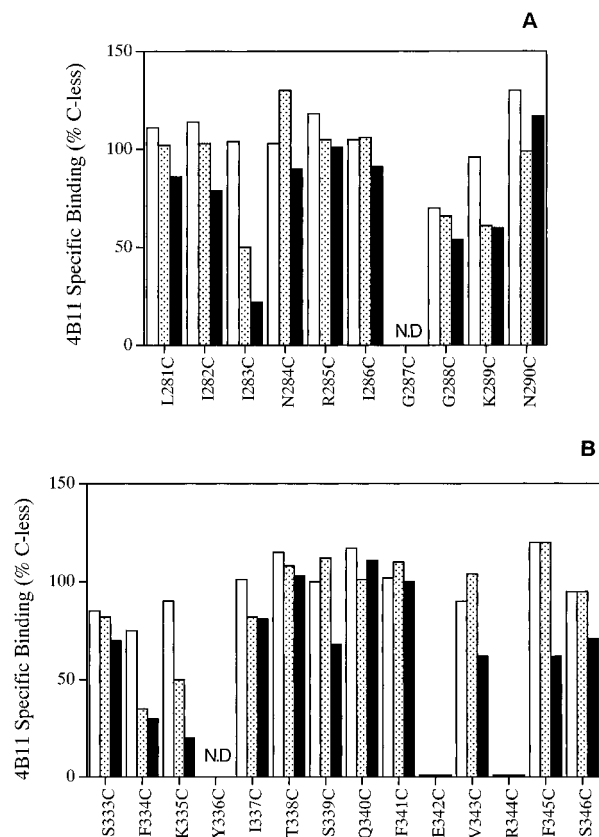 A
4B11 Specific Binding (% C-less)
150
100
50
0
N.D
L281C
I282C
I283C
N284C
R285C
I286C
G287C
G288C
K289C
N290C
B
4B11 Specific Binding (% C-less)
150
100
50
0
N.D
S333C
F334C
K335C
Y336C
I337C
T338C
S339C
Q340C
F341C
E342C
V343C
R344C
F345C
S346C